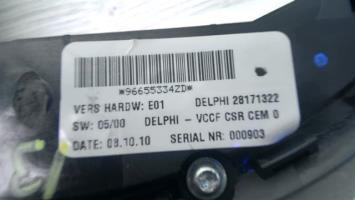 *96655334ZD*
VERS HARDW: E01 DELPHI 28171322
SW: 05/00 DELPHI - VCCF CSR CEM 0
DATE: 08.10.10 SERIAL NR: 000903